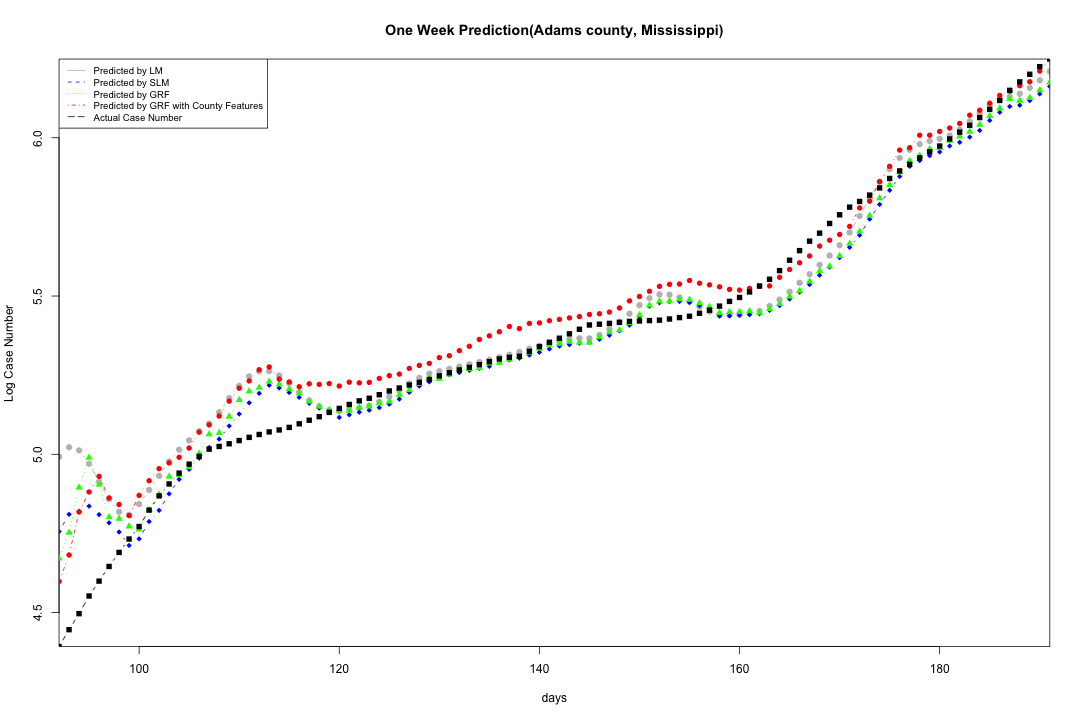 One Week Prediction(Adams county, Mississippi)
Predicted by LM
Predicted by SLM
Predicted by GRF
Predicted by GRF with County Features
Actual Case Number
Log Case Number
6.0
5.5
5.0
4.5
100 120 140 160 180
days